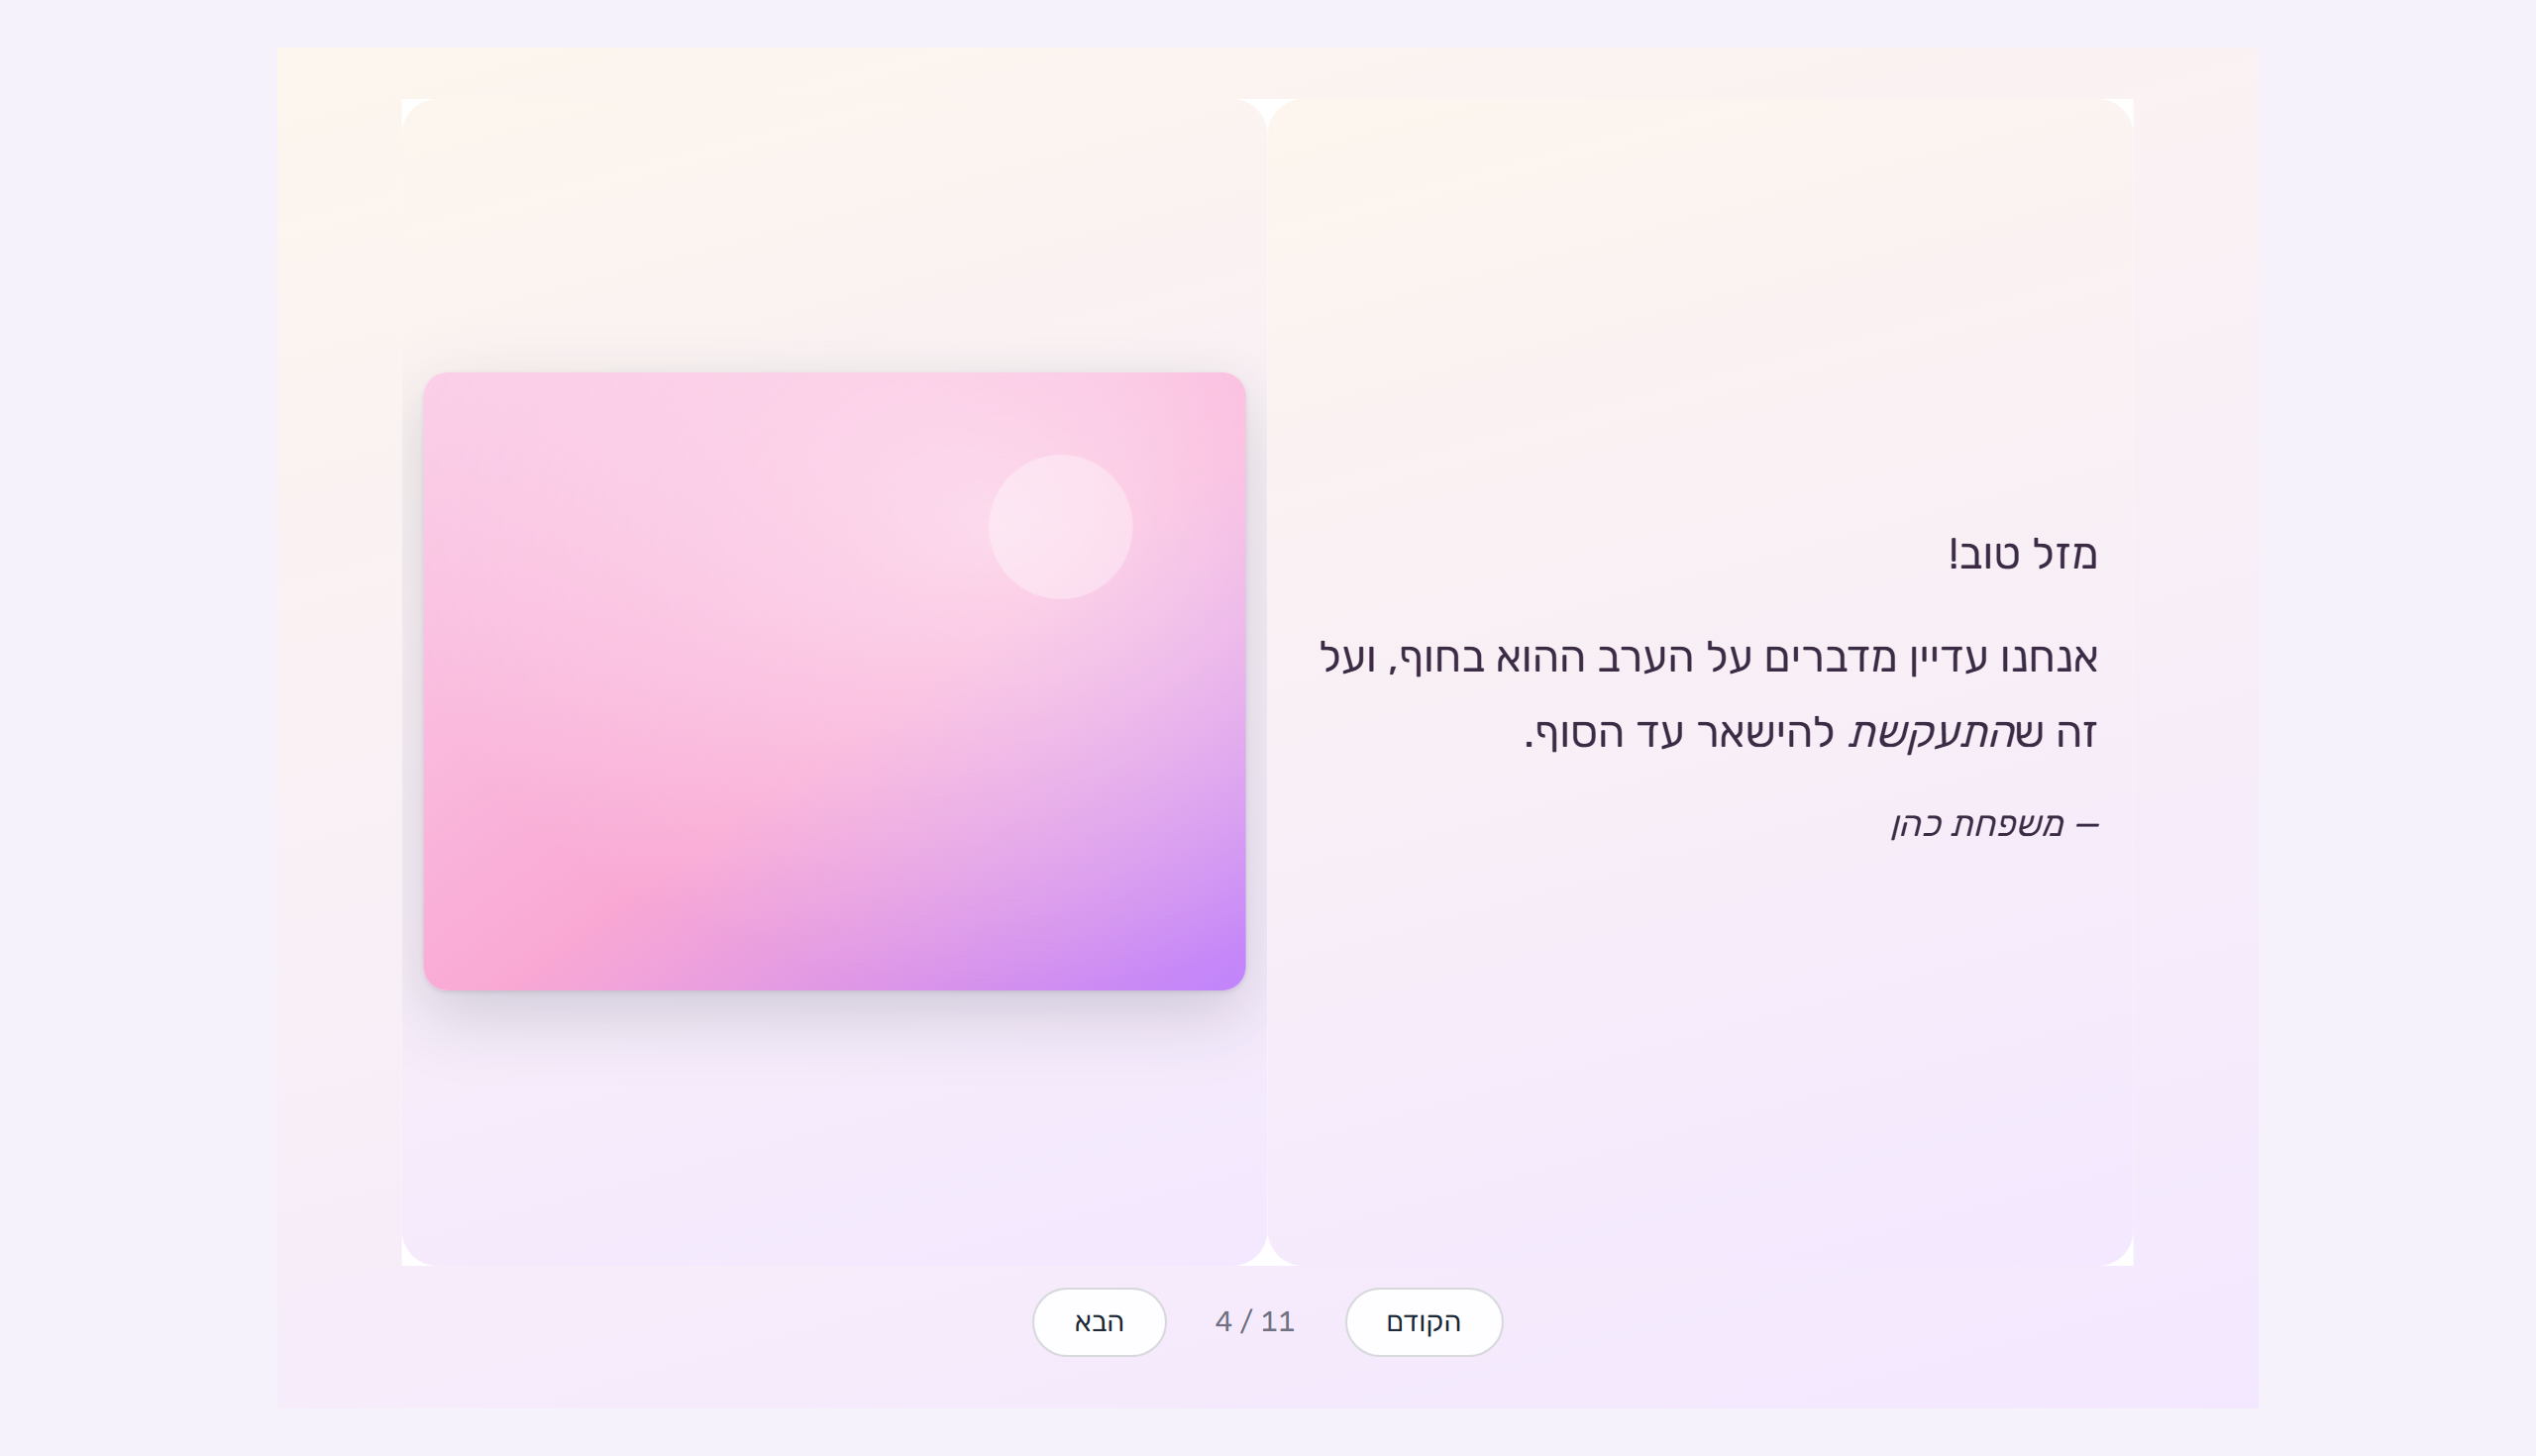 מזל טוב!
אנחנו עדיין מדברים על הערב ההוא בחוף, ועל
זה שהתעקשת להישאר עד הסוף.
– משפחת כהן
הקודם
4 / 11
הבא